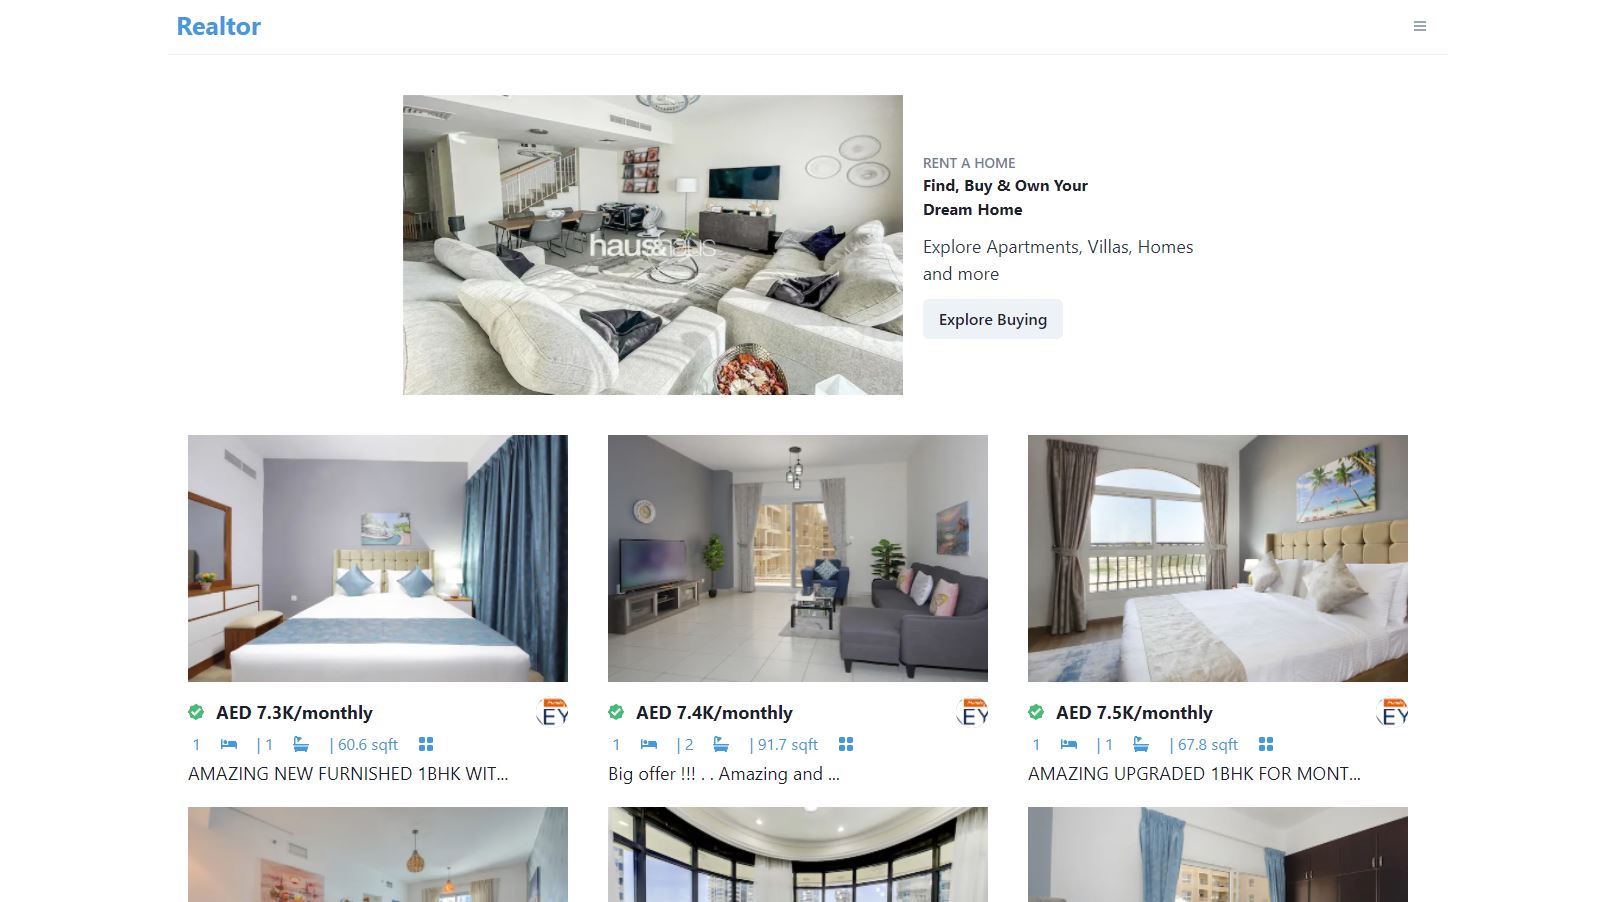 Realtor
haus&haus
RENT A HOME
Find, Buy & Own Your
Dream Home
Explore Apartments, Villas, Homes
and more
Explore Buying
AED 7.3K/monthly
EY
1 | 1 | 60.6 sqft
AMAZING NEW FURNISHED 1BHK WIT...
AED 7.4K/monthly
EY
1 | 2 | 91.7 sqft
Big offer !!! . . Amazing and ...
AED 7.5K/monthly
EY
1 | 1 | 67.8 sqft
AMAZING UPGRADED 1BHK FOR MONT...